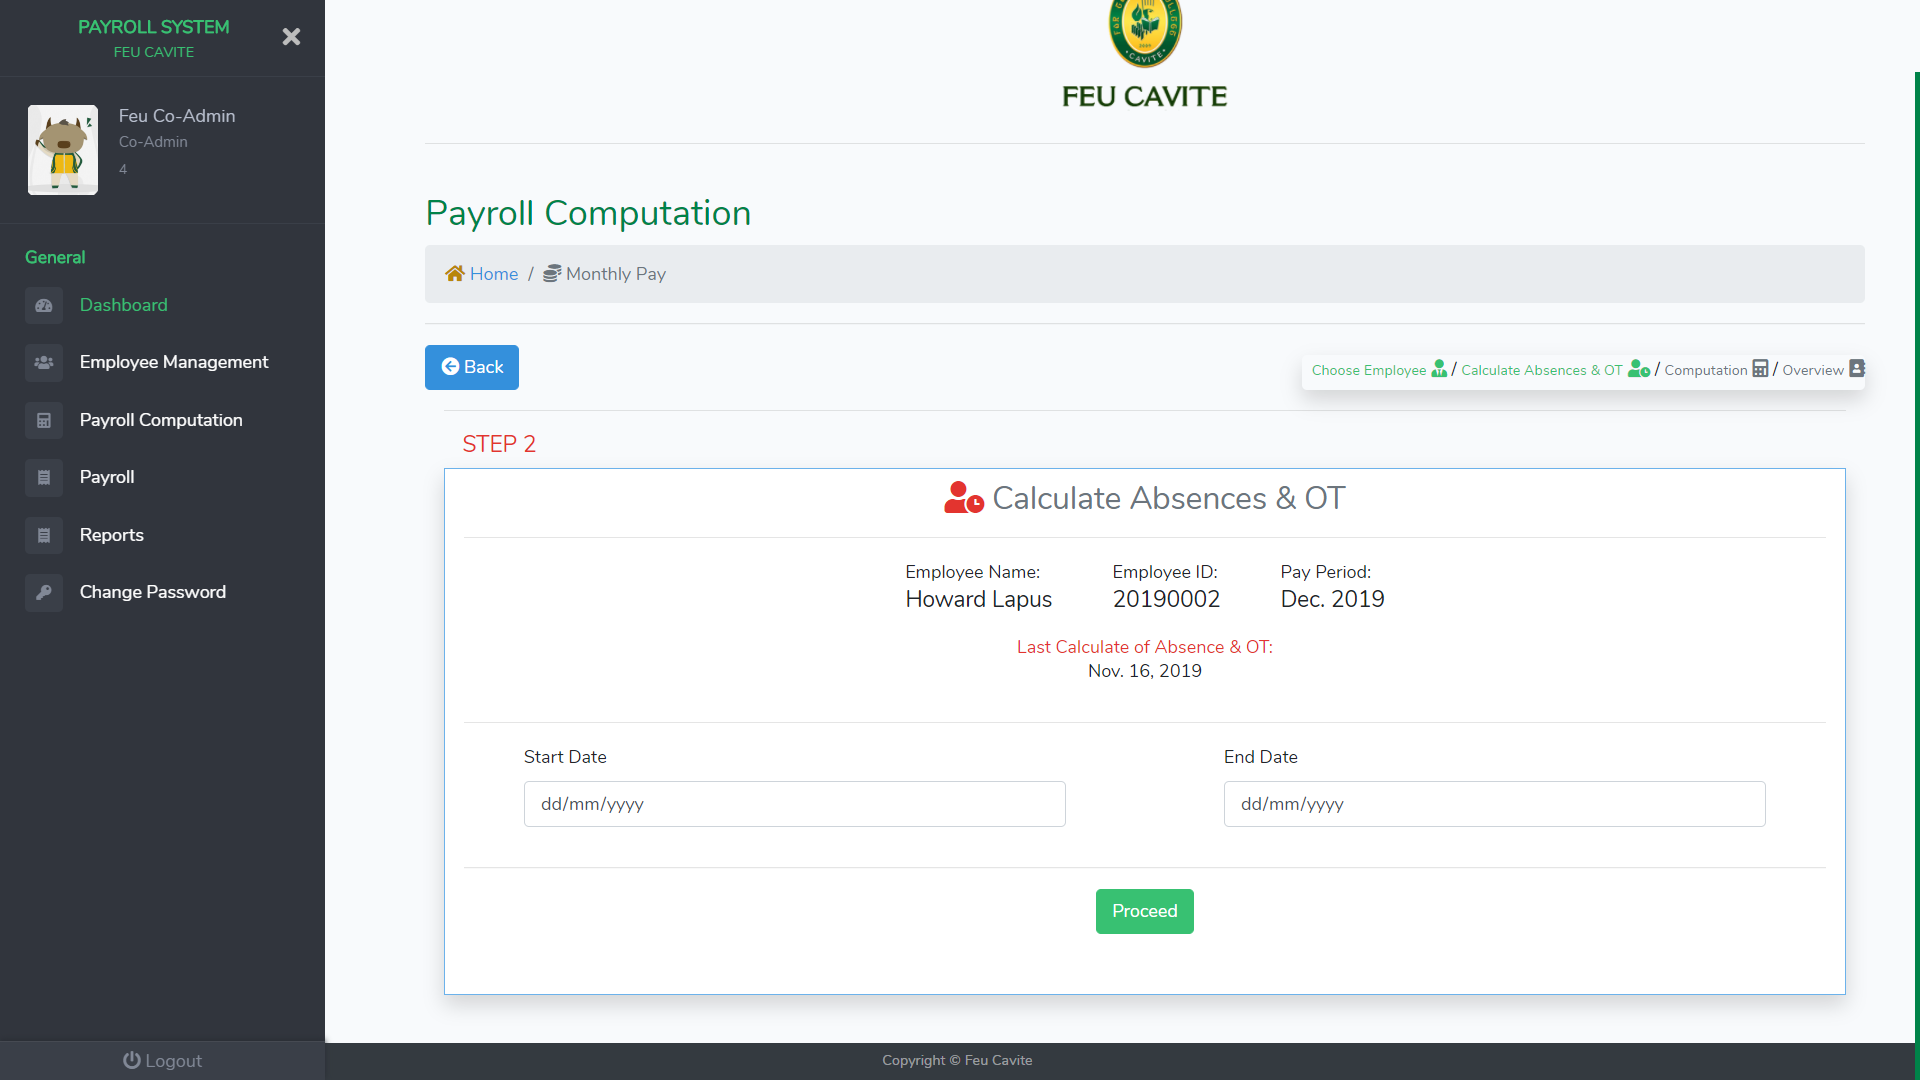 PAYROLL SYSTEM
FEU CAVITE
Feu Co-Admin
Co-Admin
4
General
Dashboard
Employee Management
Payroll Computation
Payroll
Reports
Change Password
Logout
CAVITE
FEU CAVITE
Payroll Computation
Home / Monthly Pay
Back
Choose Employee / Calculate Absences & OT / Computation / Overview
STEP 2
Calculate Absences & OT
Employee Name: Employee ID: Pay Period:
Howard Lapus 20190002 Dec. 2019
Last Calculate of Absence & OT:
Nov. 16, 2019
Start Date End Date
dd/mm/yyyy dd/mm/yyyy
Proceed
Copyright © Feu Cavite